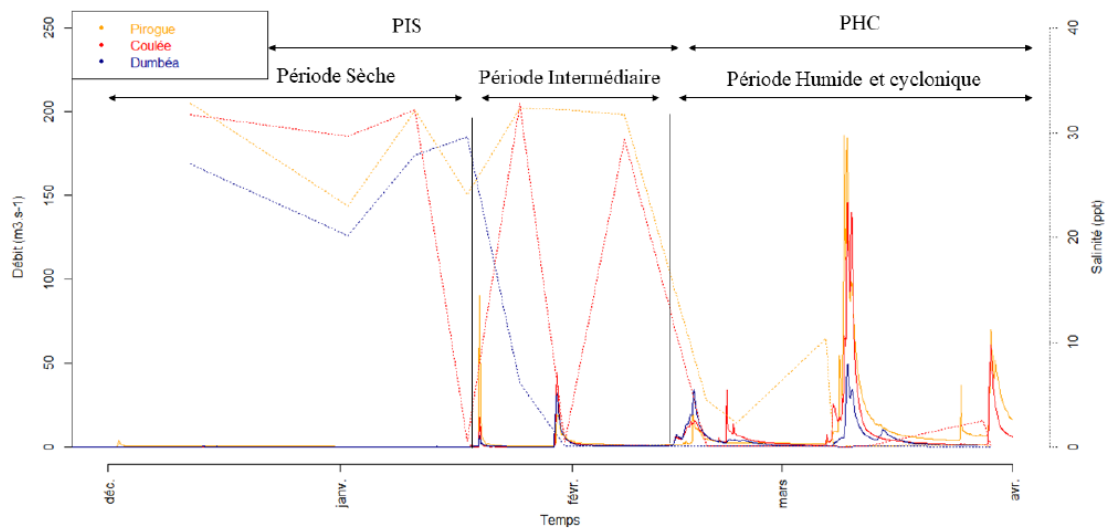 PIS
PHC
Pirogue
Coulée
Dumbéa
Période Sèche
Période Intermédiaire
Période Humide et cyclonique
250
200
150
100
50
0
Débit (m3.s-1)
40
30
20
10
0
Salinité (ppt)
déc.
janv.
févr.
mars
avr.
Temps